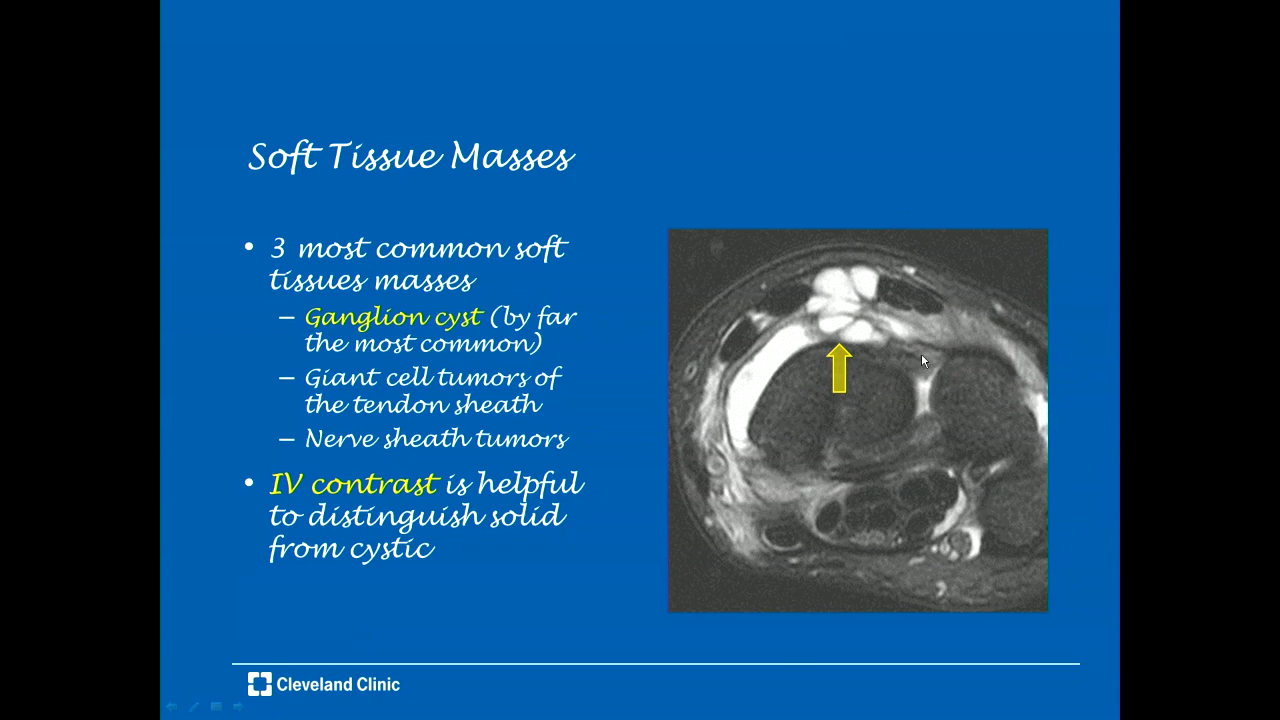 Soft Tissue Masses
• 3 most common soft
tissues masses
– Ganglion cyst (by far
the most common)
– Giant cell tumors of
the tendon sheath
– Nerve sheath tumors
• IV contrast is helpful
to distinguish solid
from cystic
Cleveland Clinic